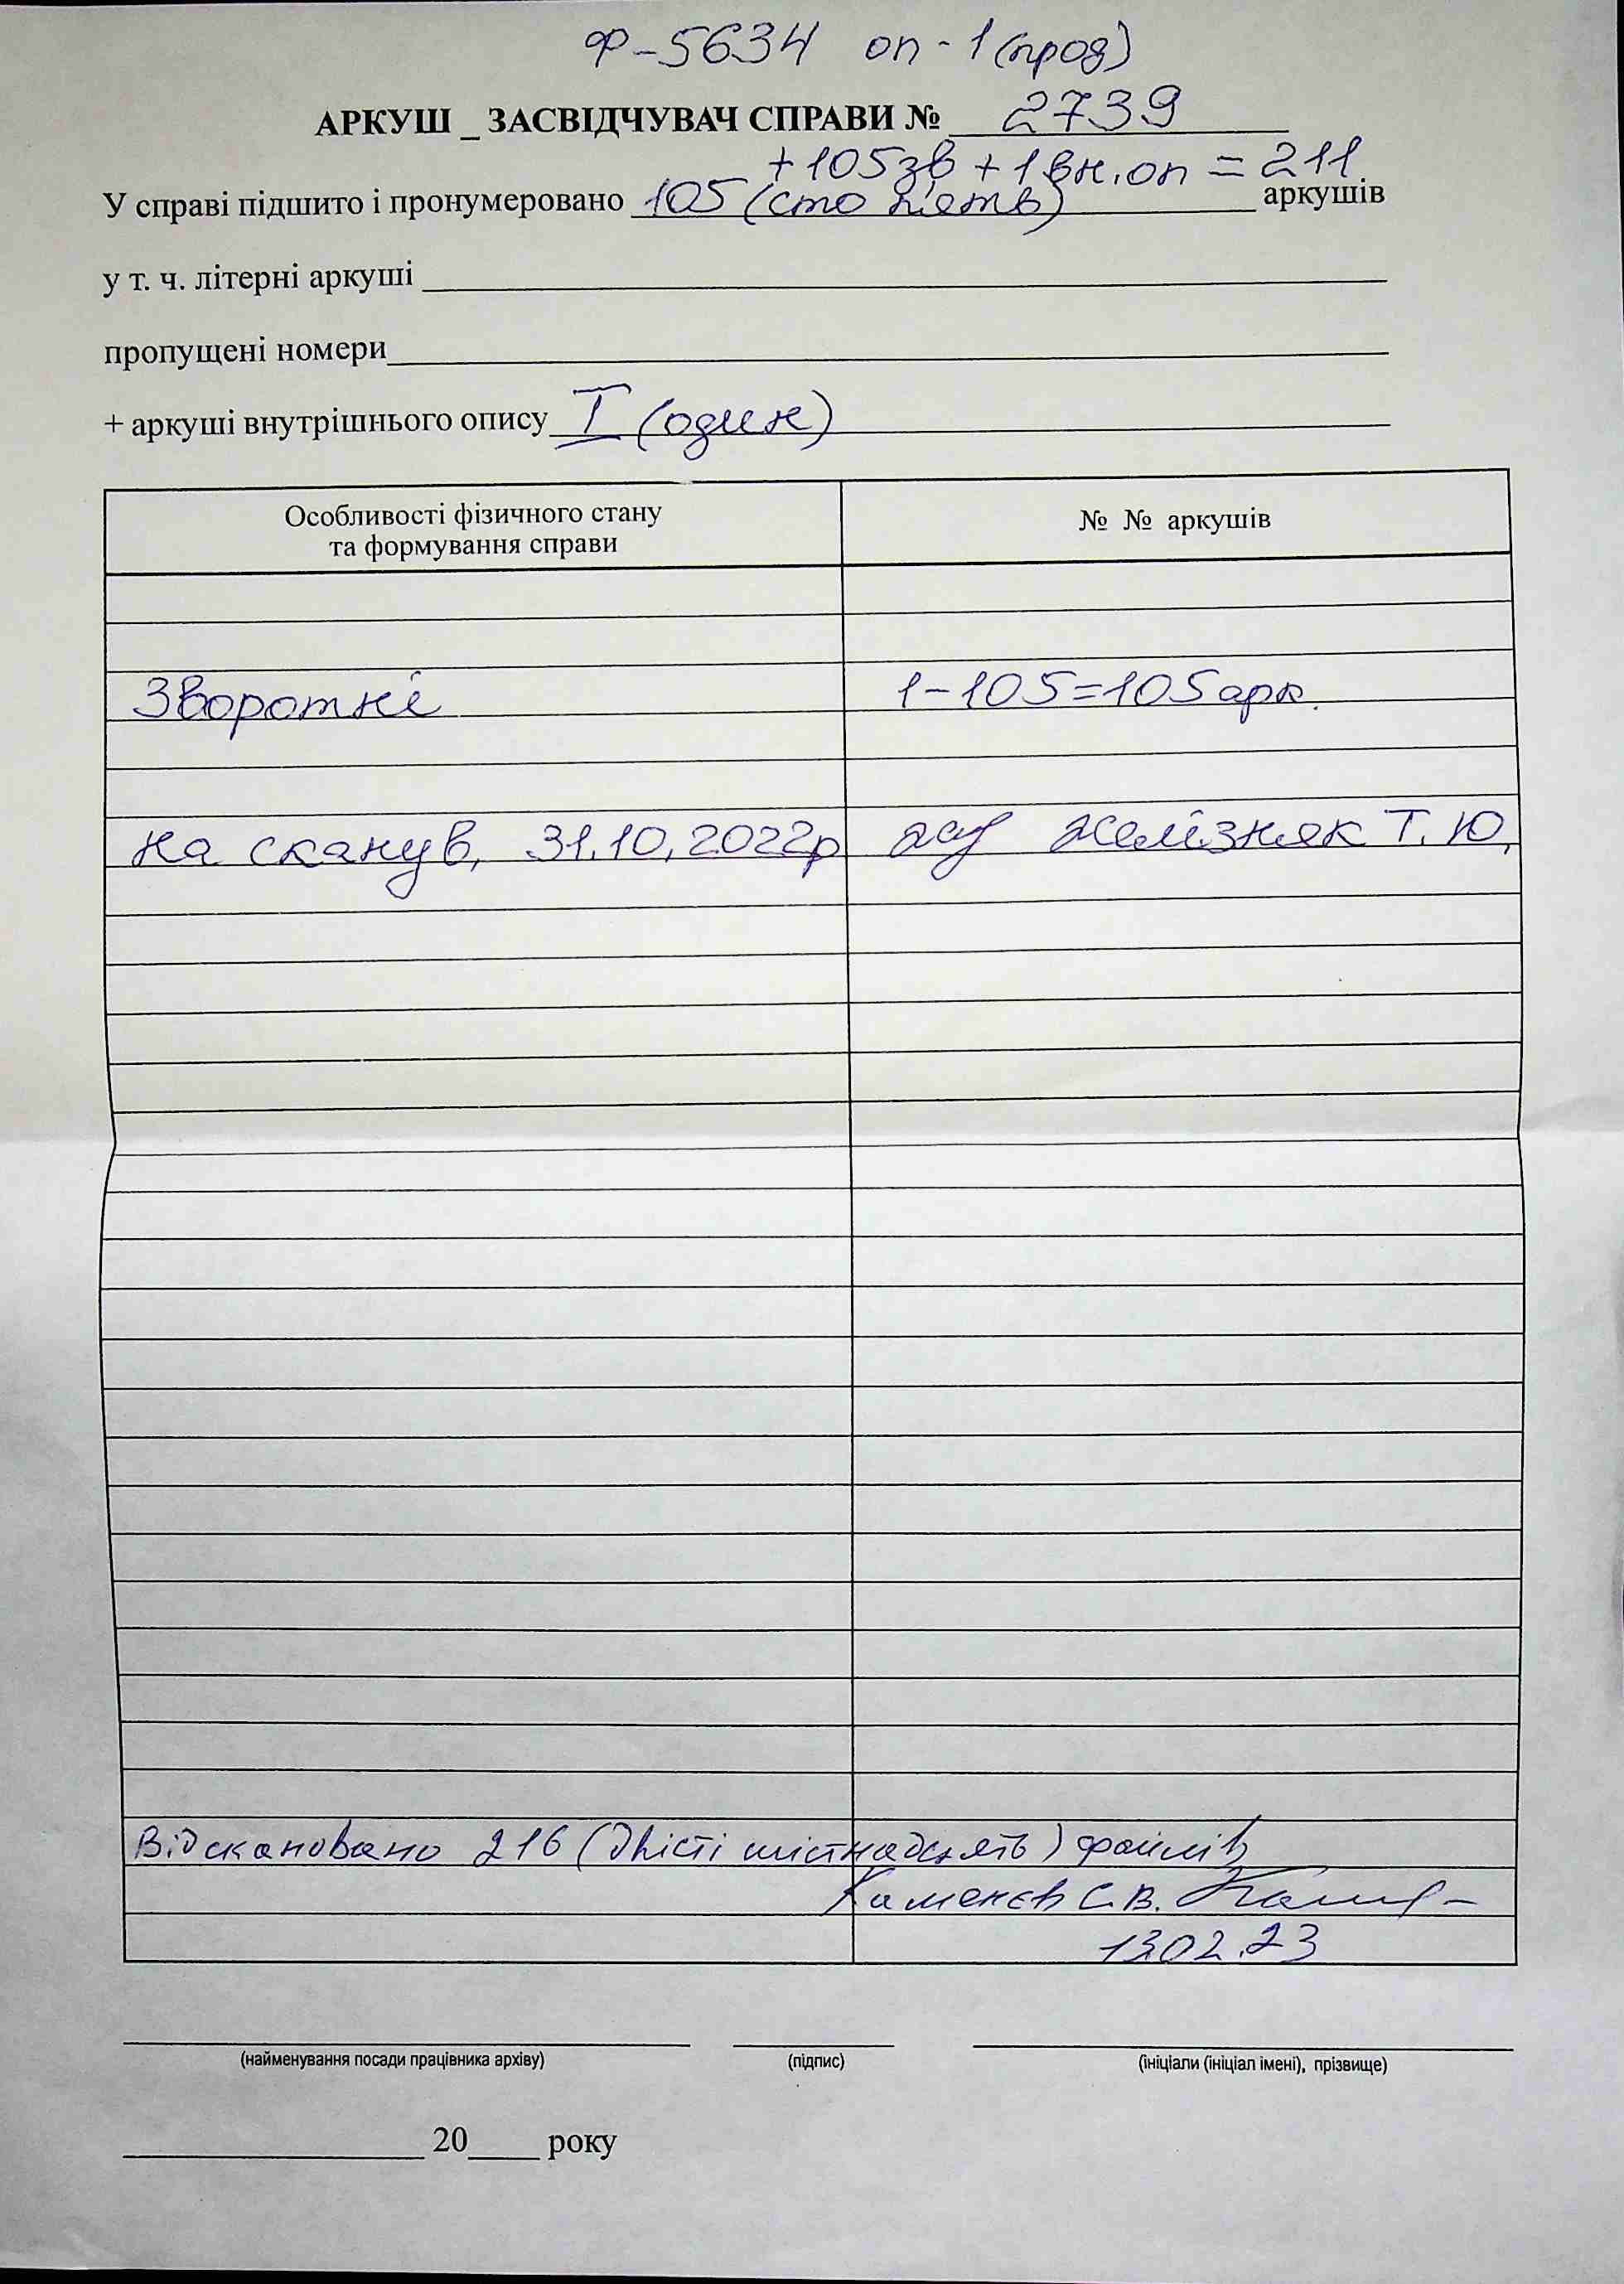 Ф-5634 оп-1(прод)
АРКУШ _ ЗАСВІДЧУВАЧ СПРАВИ № 2739
+105зв + 1вн.оп = 211
У справі підшито і пронумеровано 105 (сто п'ять) аркушів
у т. ч. літерні аркуші
пропущені номери
+ аркуші внутрішнього опису I (один)
Особливості фізичного стану
та формування справи
№ № аркушів
Зворотні 1-105=105арк.
на сканув, 31.10.2022р Желізняк Т.Ю.
Відскановано 216 (двісті шістнадцять) файлів
Каменєв С.В.
13.02.23
(найменування посади працівника архіву) (підпис) (ініціали (ініціал імені), прізвище)
20 року